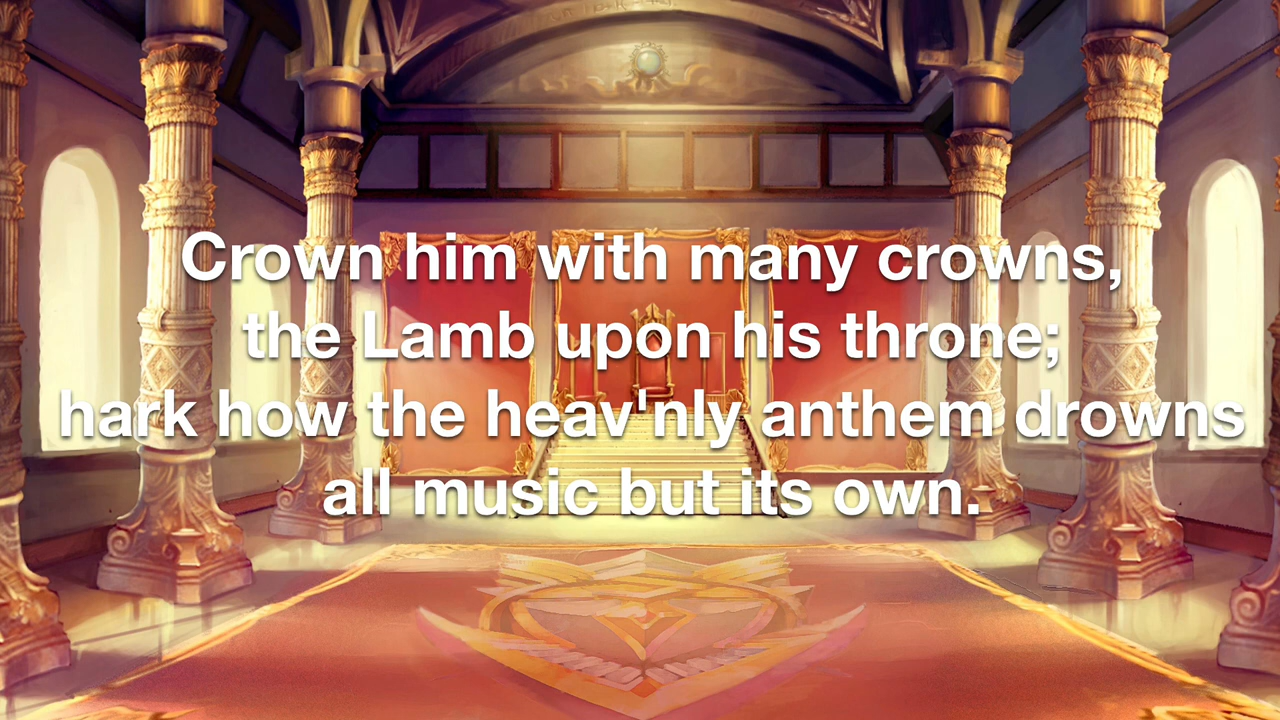 Crown him with many crowns,
the Lamb upon his throne;
hark how the heav'nly anthem drowns
all music but its own.